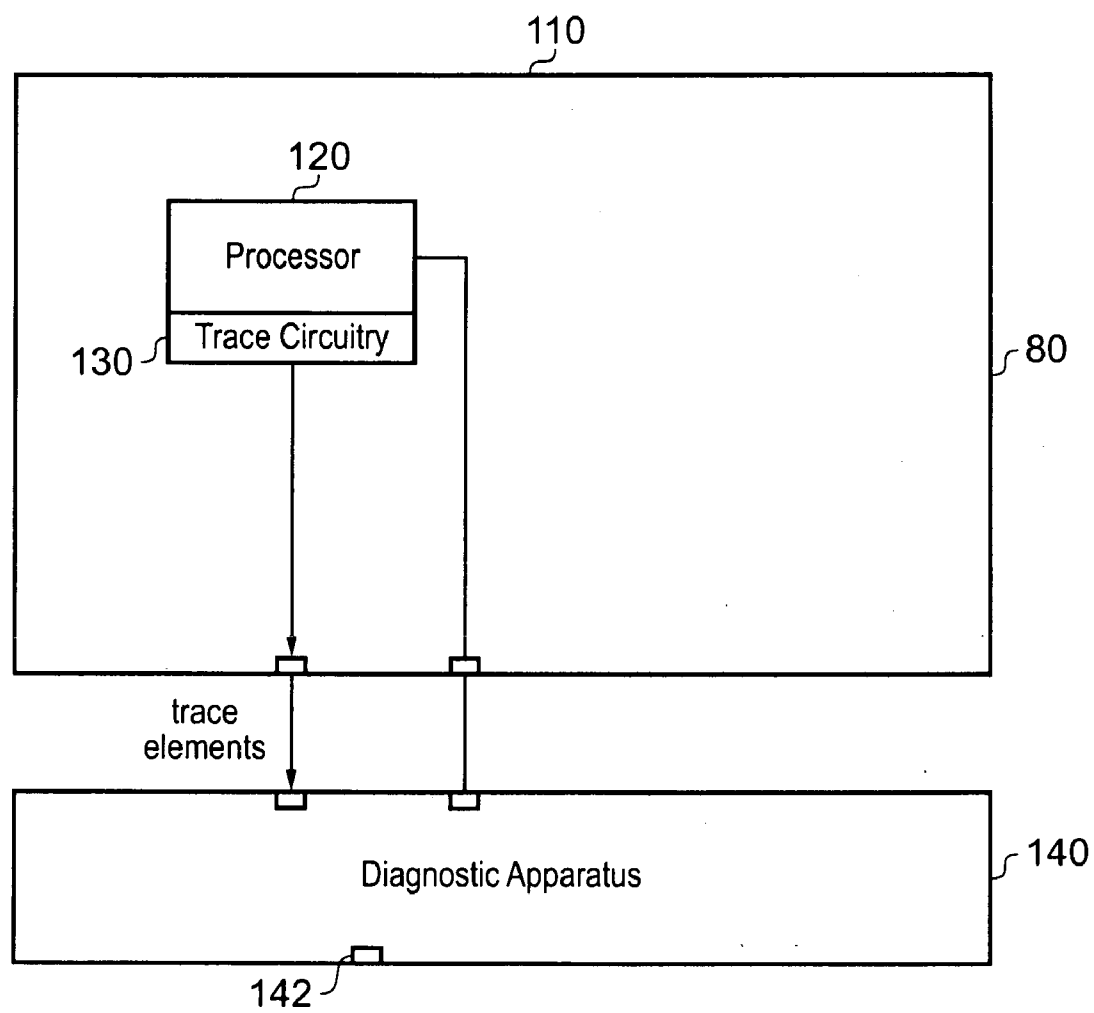 110
120
Processor
Trace Circuitry
130
80
trace
elements
Diagnostic Apparatus
140
142